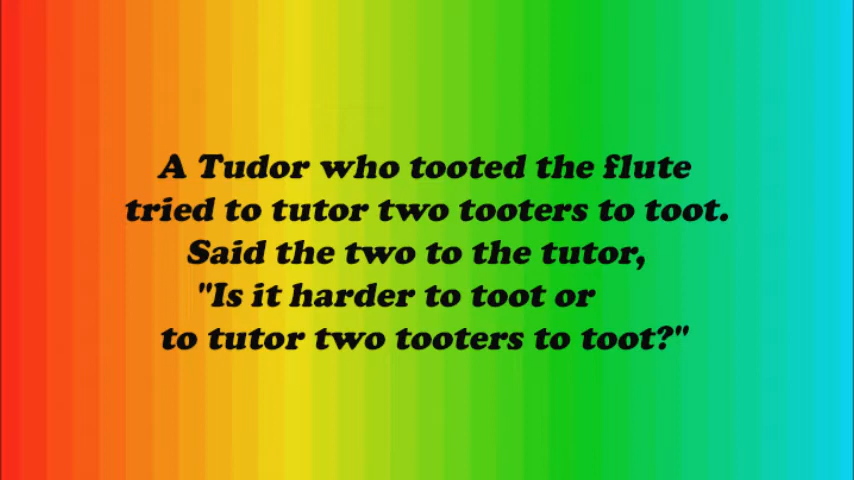 A Tudor who tooted the flute
tried to tutor two tooters to toot.
Said the two to the tutor,
"Is it harder to toot or
to tutor two tooters to toot?"